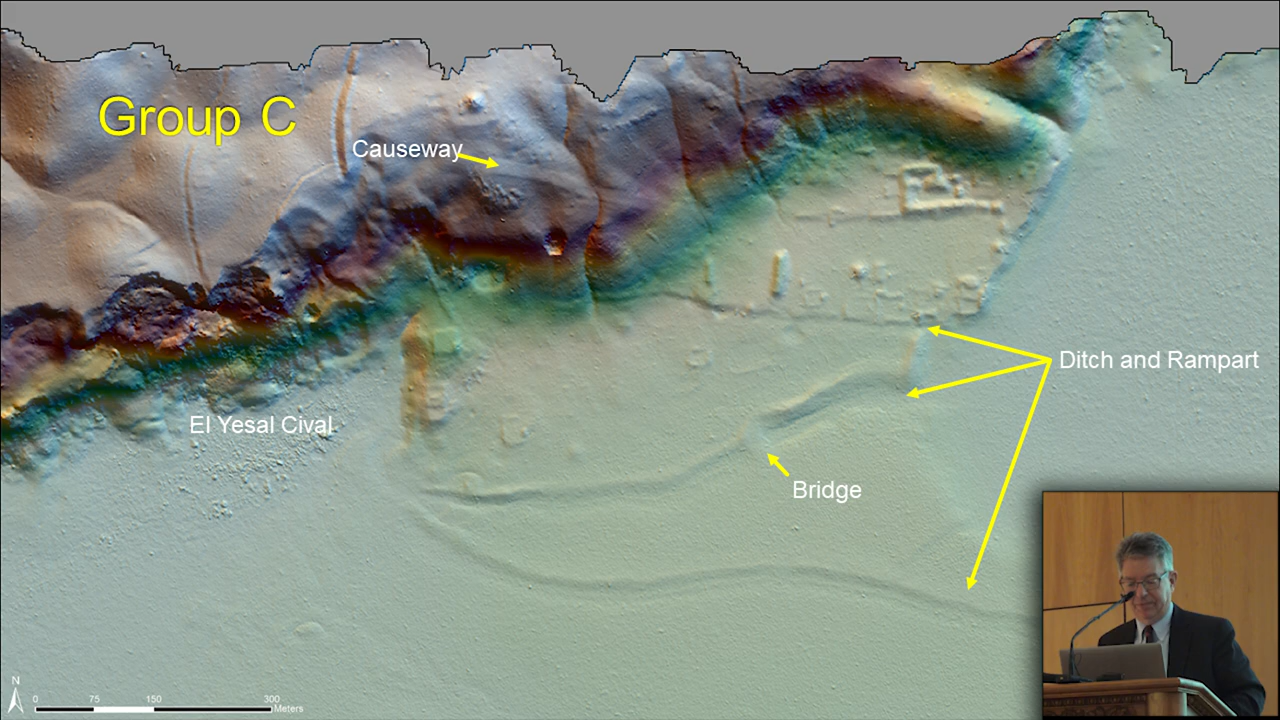 Group C
Causeway
Ditch and Rampart
El Yesal Cival
Bridge
N
0 75 150 300
Meters